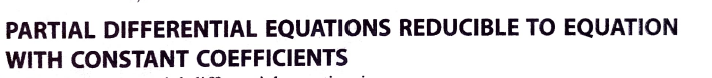 PARTIAL DIFFERENTIAL EQUATIONS REDUCIBLE TO EQUATION
WITH CONSTANT COEFFICIENTS